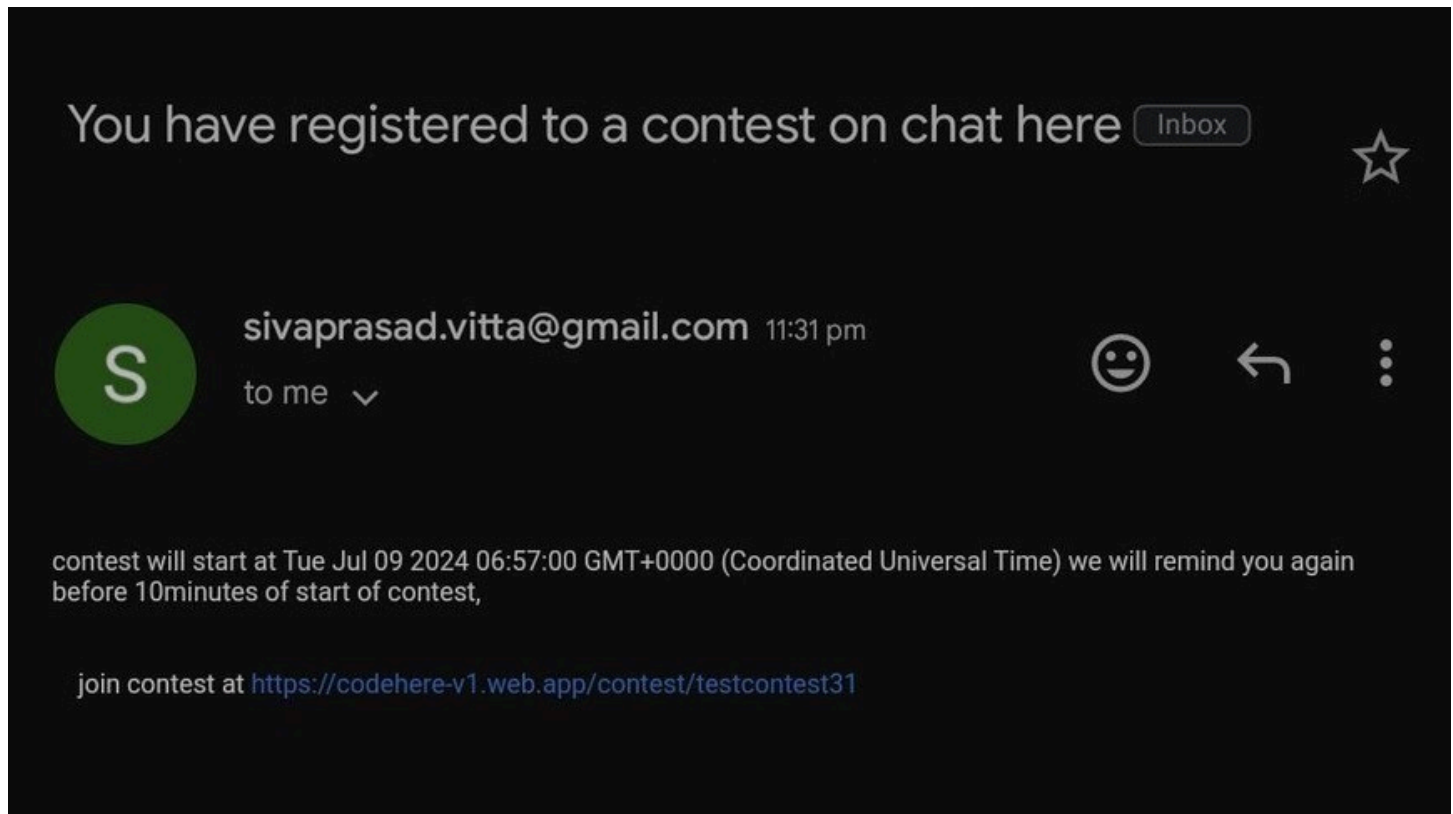 You have registered to a contest on chat here Inbox
S
sivaprasad.vitta@gmail.com 11:31 pm
to me
contest will start at Tue Jul 09 2024 06:57:00 GMT+0000 (Coordinated Universal Time) we will remind you again
before 10minutes of start of contest,
join contest at https://codehere-v1.web.app/contest/testcontest31